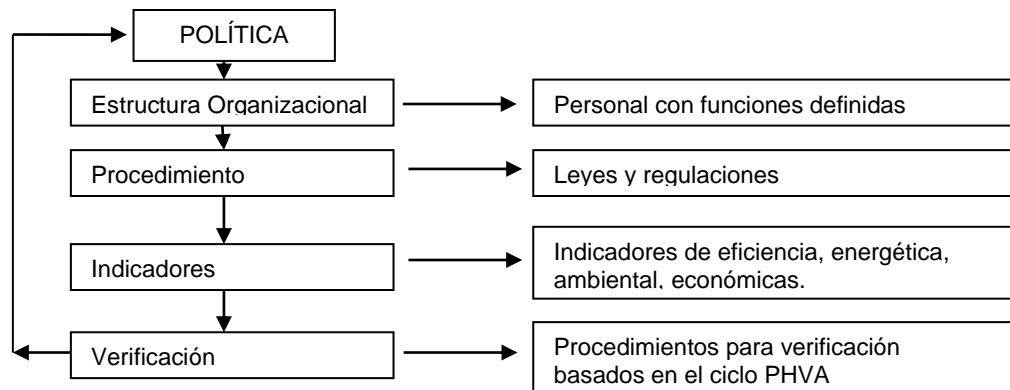 POLÍTICA
Estructura Organizacional
Personal con funciones definidas
Procedimiento
Leyes y regulaciones
Indicadores
Indicadores de eficiencia, energética,
ambiental, económicas.
Verificación
Procedimientos para verificación
basados en el ciclo PHVA